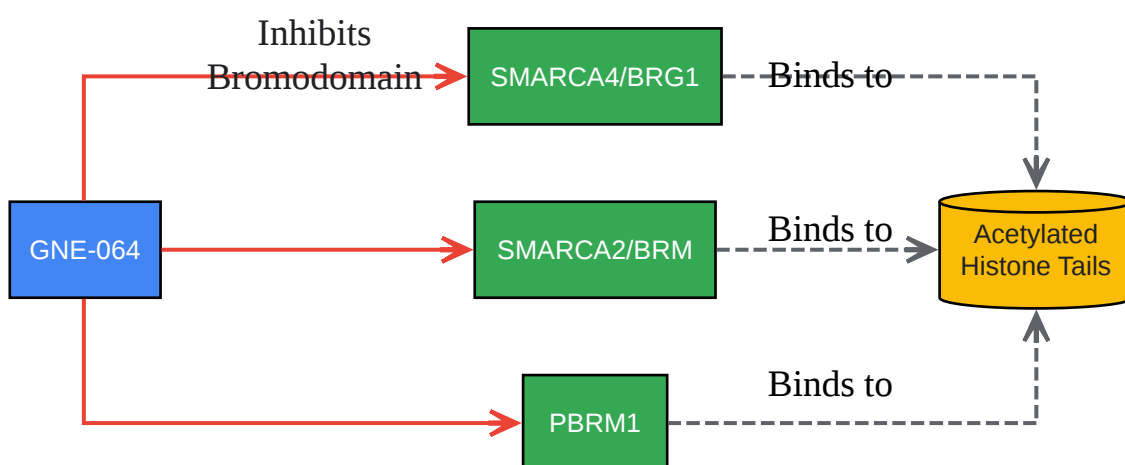 Inhibits
Bromodomain
SMARCA4/BRG1
Binds to
GNE-064
SMARCA2/BRM
Binds to
Acetylated
Histone Tails
PBRM1
Binds to